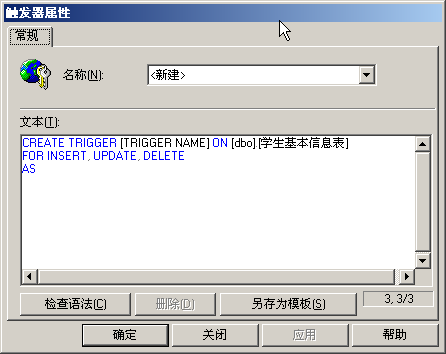 触发器属性
常规
名称(N):
<新建>
文本(T):
CREATE TRIGGER [TRIGGER NAME] ON [dbo].[学生基本信息表]
FOR INSERT, UPDATE, DELETE
AS
检查语法(C)
删除(D)
另存为模板(S)
3, 3/3
确定
关闭
应用
帮助